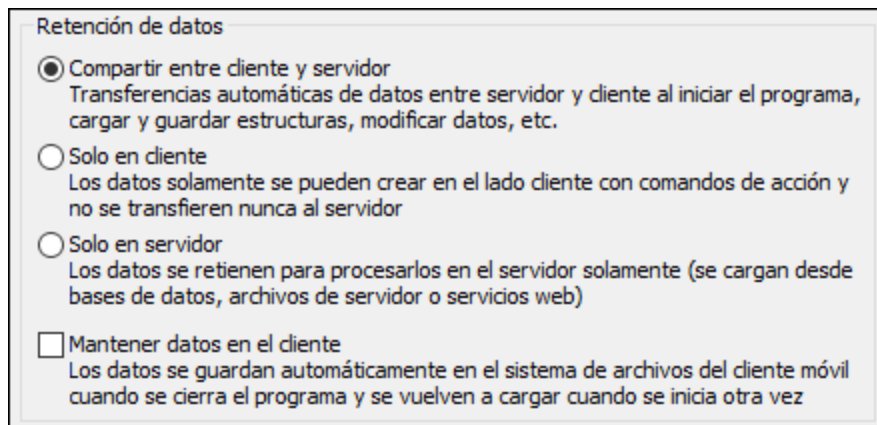 Retención de datos
Compartir entre cliente y servidor
Transferencias automáticas de datos entre servidor y cliente al iniciar el programa,
cargar y guardar estructuras, modificar datos, etc.
Solo en cliente
Los datos solamente se pueden crear en el lado cliente con comandos de acción y
no se transfieren nunca al servidor
Solo en servidor
Los datos se retienen para procesarlos en el servidor solamente (se cargan desde
bases de datos, archivos de servidor o servicios web)
Mantener datos en el cliente
Los datos se guardan automáticamente en el sistema de archivos del cliente móvil
cuando se cierra el programa y se vuelven a cargar cuando se inicia otra vez